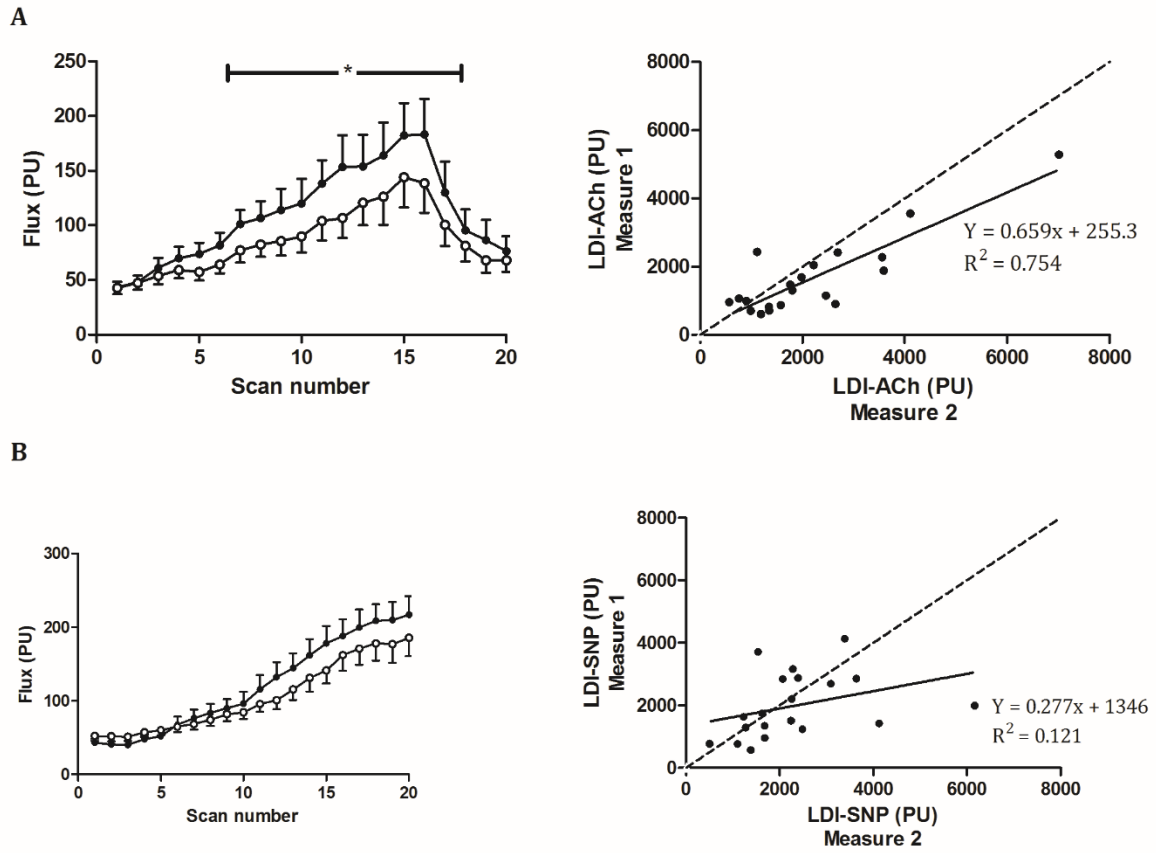 A
250
200
150
100
50
0
Flux (PU)
*
0 5 10 15 20
Scan number
8000
6000
4000
2000
0
LDI-ACh (PU)
Measure 1
Y = 0.659x + 255.3
R2 = 0.754
0 2000 4000 6000 8000
LDI-ACh (PU)
Measure 2
B
300
200
100
0
Flux (PU)
0 5 10 15 20
Scan number
8000
6000
4000
2000
0
LDI-SNP (PU)
Measure 1
Y = 0.277x + 1346
R2 = 0.121
0 2000 4000 6000 8000
LDI-SNP (PU)
Measure 2